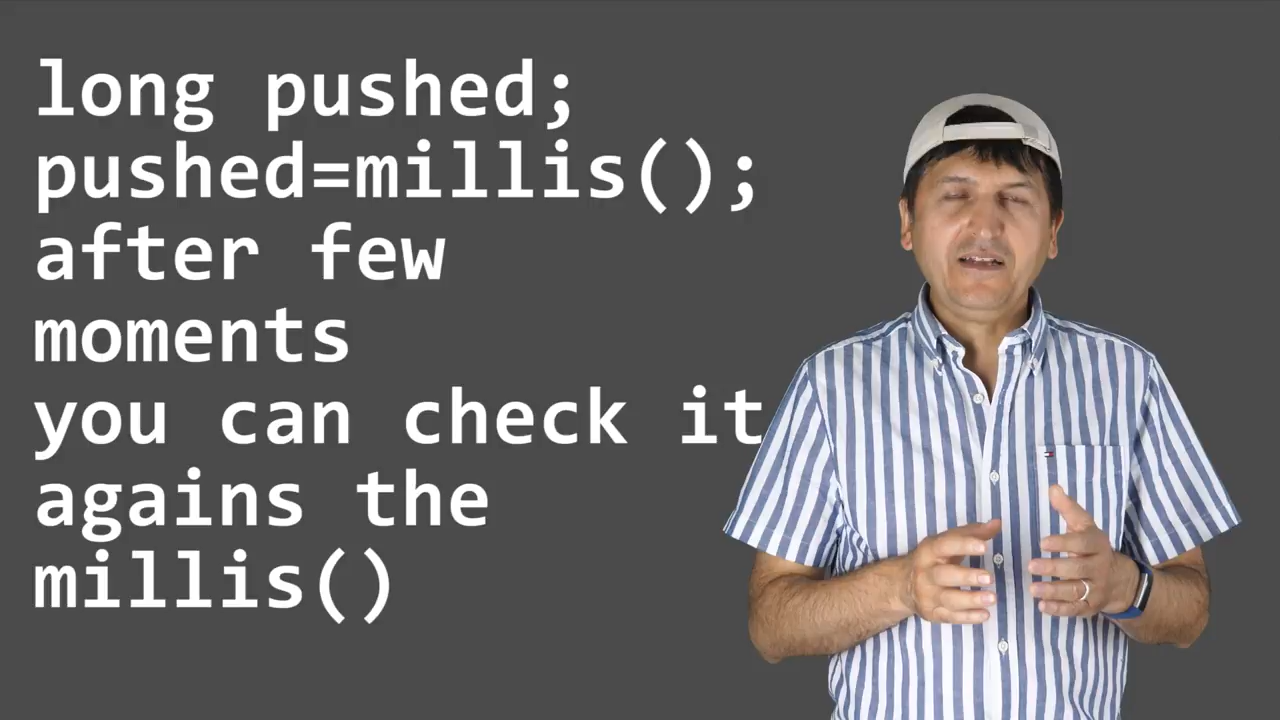 long pushed;
pushed=millis();
after few
moments
you can check it
agains the
millis()